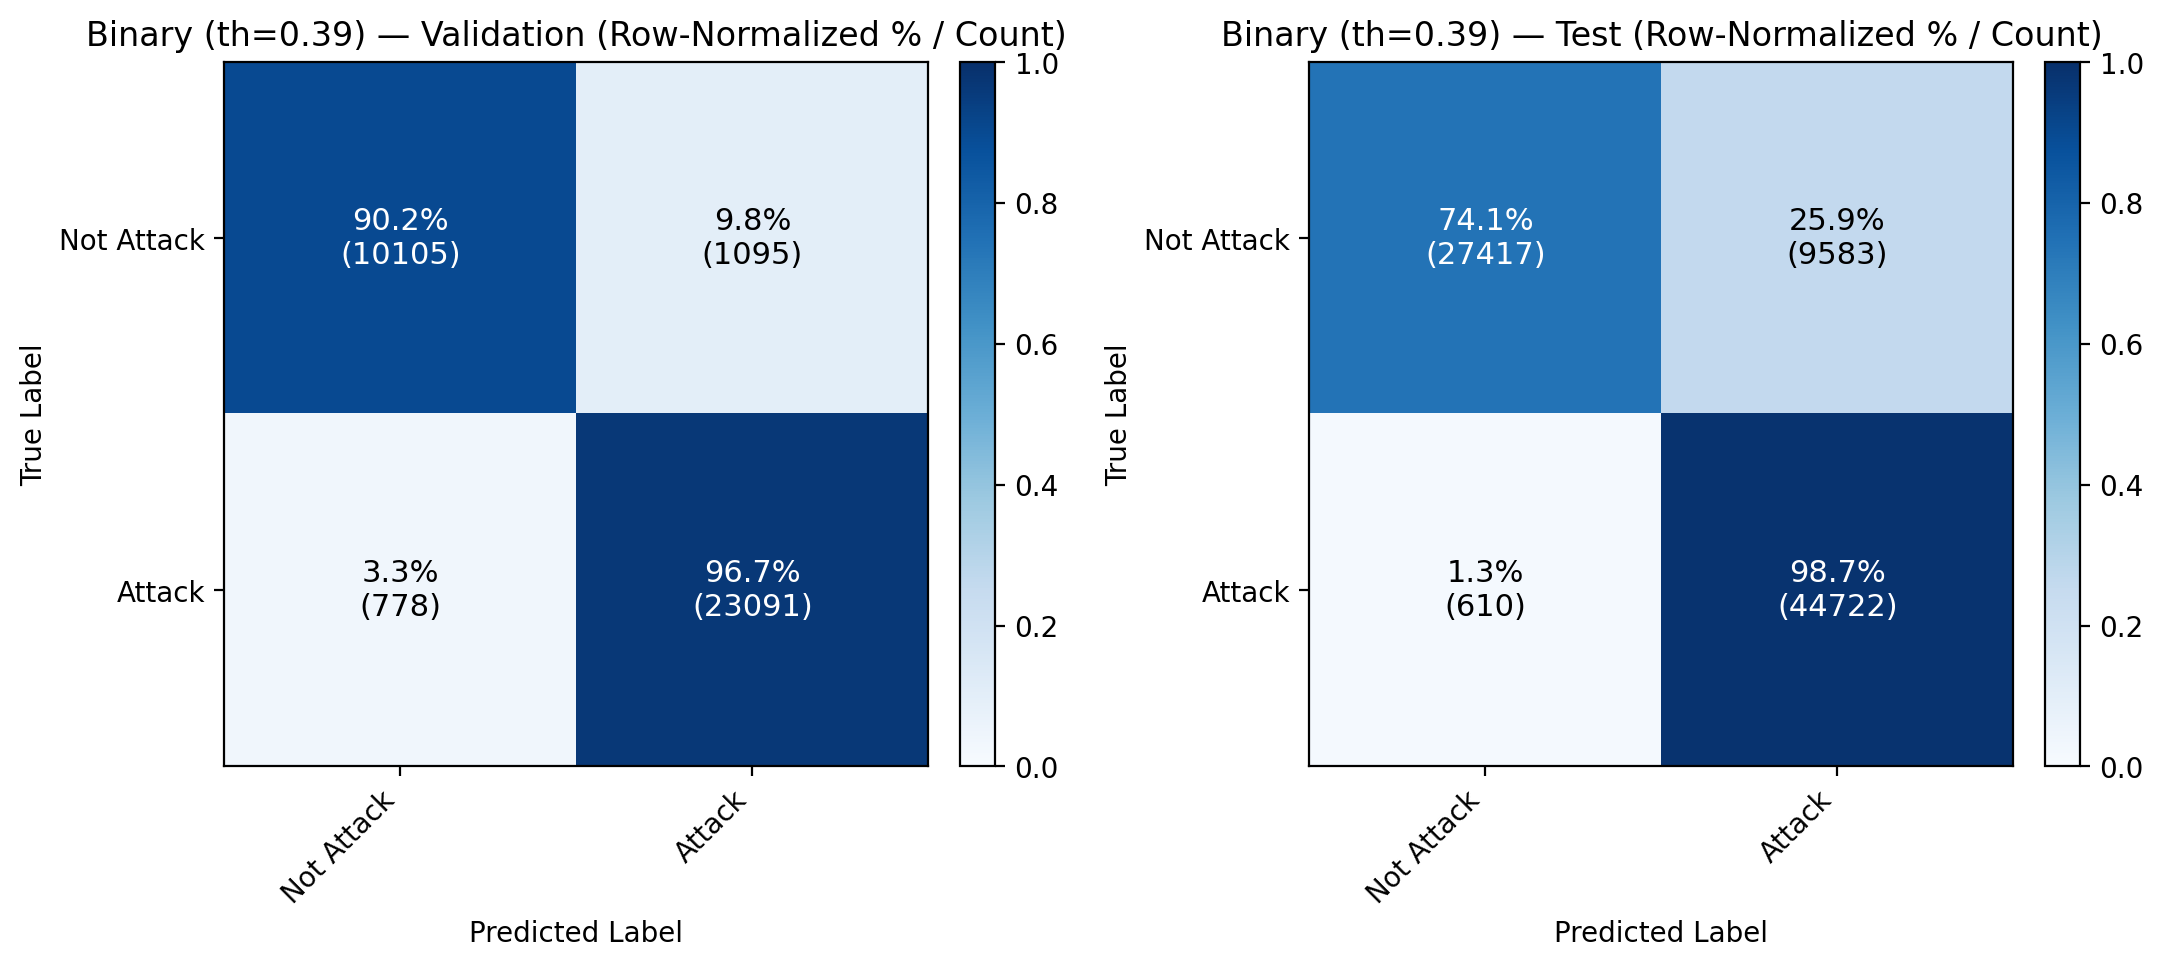 Binary (th=0.39) — Validation (Row-Normalized % / Count)
True Label
Not Attack
Attack
90.2%
(10105)
9.8%
(1095)
3.3%
(778)
96.7%
(23091)
Not Attack
Attack
Predicted Label
1.0
0.8
0.6
0.4
0.2
0.0
Binary (th=0.39) — Test (Row-Normalized % / Count)
True Label
Not Attack
Attack
74.1%
(27417)
25.9%
(9583)
1.3%
(610)
98.7%
(44722)
Not Attack
Attack
Predicted Label
1.0
0.8
0.6
0.4
0.2
0.0